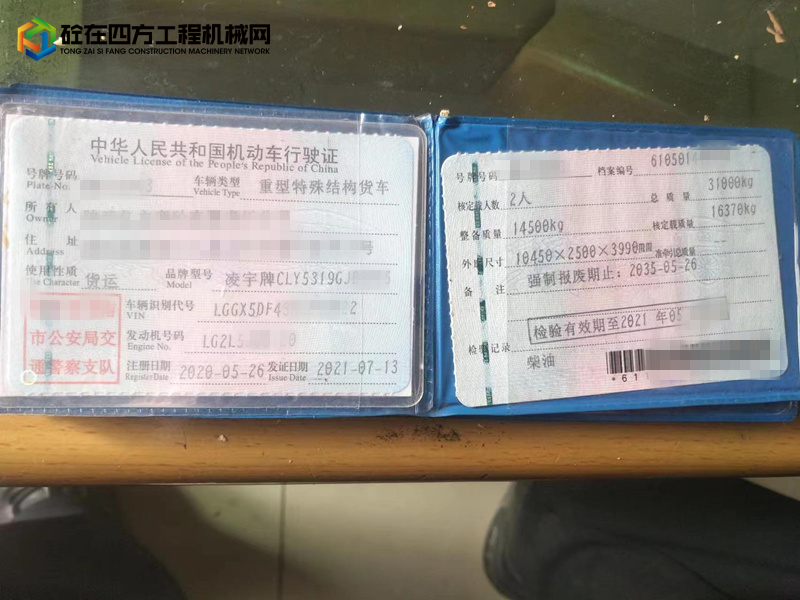 砼在四方工程机械网
TONG ZAI SI FANG CONSTRUCTION MACHINERY NETWORK
中华人民共和国机动车行驶证
Vehicle License of the People's Republic of China
号牌号码
Plate No.
车辆类型 重型特殊结构货车
Vehicle Type
所有人
Owner
住址 号
Address
使用性质 货运
Use Character
品牌型号 凌宇牌CLY5319GJ
Model
车辆识别代号 LGGX5DF4
VIN
发动机号码 LG2L5
Engine No.
市公安局交
通警察支队
注册日期 2020-05-26
Register Date
发证日期 2021-07-13
Issue Date
号牌号码
档案编号 610501
核定载人数 2人
总质量 31000kg
整备质量 14500kg
核定载质量 16370kg
外廓尺寸 10450×2500×3990mm
准牵引总质量 --
备注 强制报废期止：2035-05-26
检验有效期至2021年05
检验记录
柴油
*61